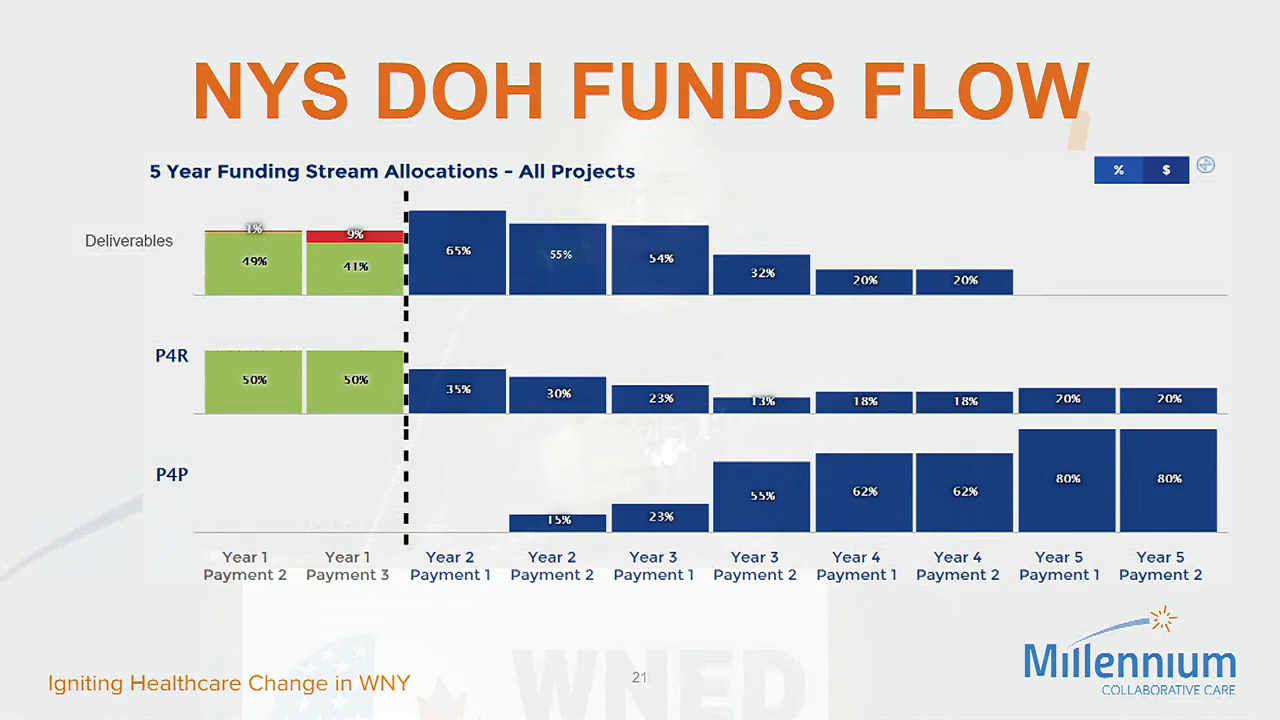 NYS DOH FUNDS FLOW
5 Year Funding Stream Allocations - All Projects
% $
Deliverables
1% 9%
49% 41% 65% 55% 54% 32% 20% 20%
P4R
50% 50% 35% 30% 23% 13% 18% 18% 20% 20%
P4P
15% 23% 55% 62% 62% 80% 80%
Year 1 Year 1 Year 2 Year 2 Year 3 Year 3 Year 4 Year 4 Year 5 Year 5
Payment 2 Payment 3 Payment 1 Payment 2 Payment 1 Payment 2 Payment 1 Payment 2 Payment 1 Payment 2
WNED
Igniting Healthcare Change in WNY
21
Millennium
COLLABORATIVE CARE